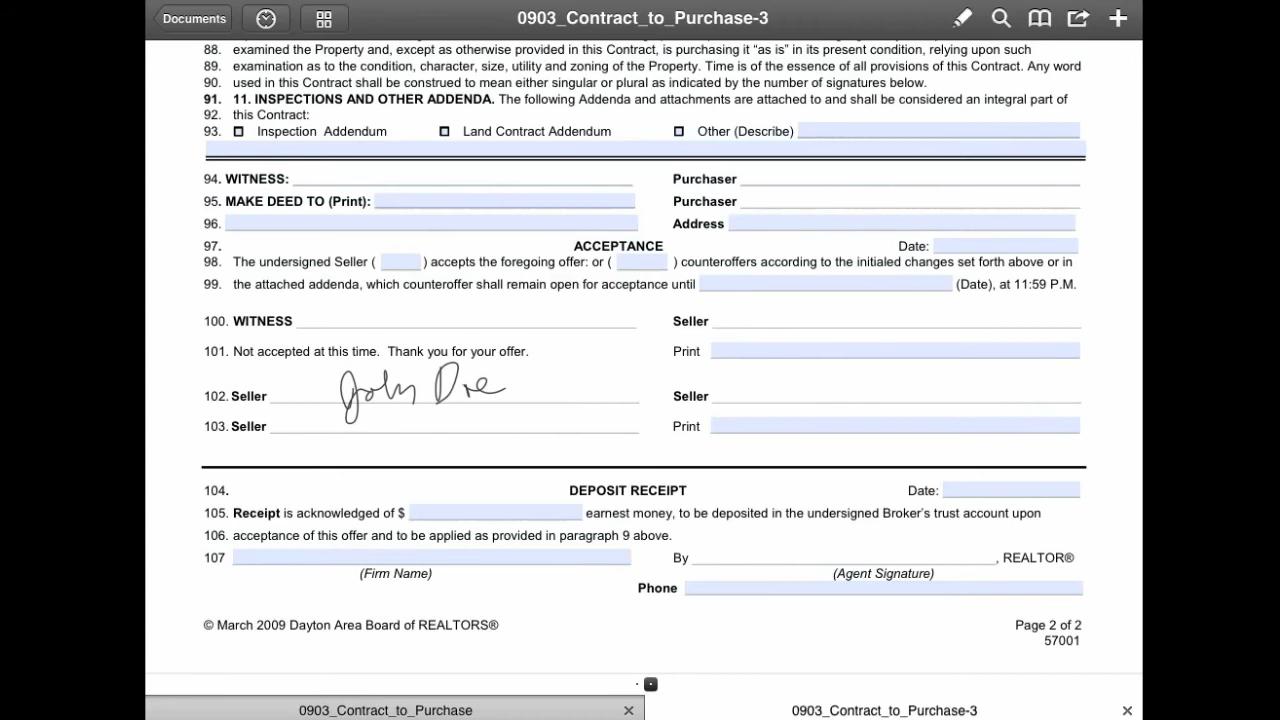 Documents 0903_Contract_to_Purchase-3
88. examined the Property and, except as otherwise provided in this Contract, is purchasing it “as is” in its present condition, relying upon such
89. examination as to the condition, character, size, utility and zoning of the Property. Time is of the essence of all provisions of this Contract. Any word
90. used in this Contract shall be construed to mean either singular or plural as indicated by the number of signatures below.
91. 11. INSPECTIONS AND OTHER ADDENDA. The following Addenda and attachments are attached to and shall be considered an integral part of
92. this Contract:
93. Inspection Addendum Land Contract Addendum Other (Describe)
94. WITNESS: Purchaser
95. MAKE DEED TO (Print): Purchaser
96. Address
97. ACCEPTANCE Date:
98. The undersigned Seller ( ) accepts the foregoing offer: or ( ) counteroffers according to the initialed changes set forth above or in
99. the attached addenda, which counteroffer shall remain open for acceptance until (Date), at 11:59 P.M.
100. WITNESS Seller
101. Not accepted at this time. Thank you for your offer. Print
102. Seller John Doe Seller
103. Seller Print
104. DEPOSIT RECEIPT Date:
105. Receipt is acknowledged of $ earnest money, to be deposited in the undersigned Broker's trust account upon
106. acceptance of this offer and to be applied as provided in paragraph 9 above.
107 By , REALTOR®
(Firm Name) (Agent Signature)
Phone
© March 2009 Dayton Area Board of REALTORS® Page 2 of 2
57001
0903_Contract_to_Purchase 0903_Contract_to_Purchase-3